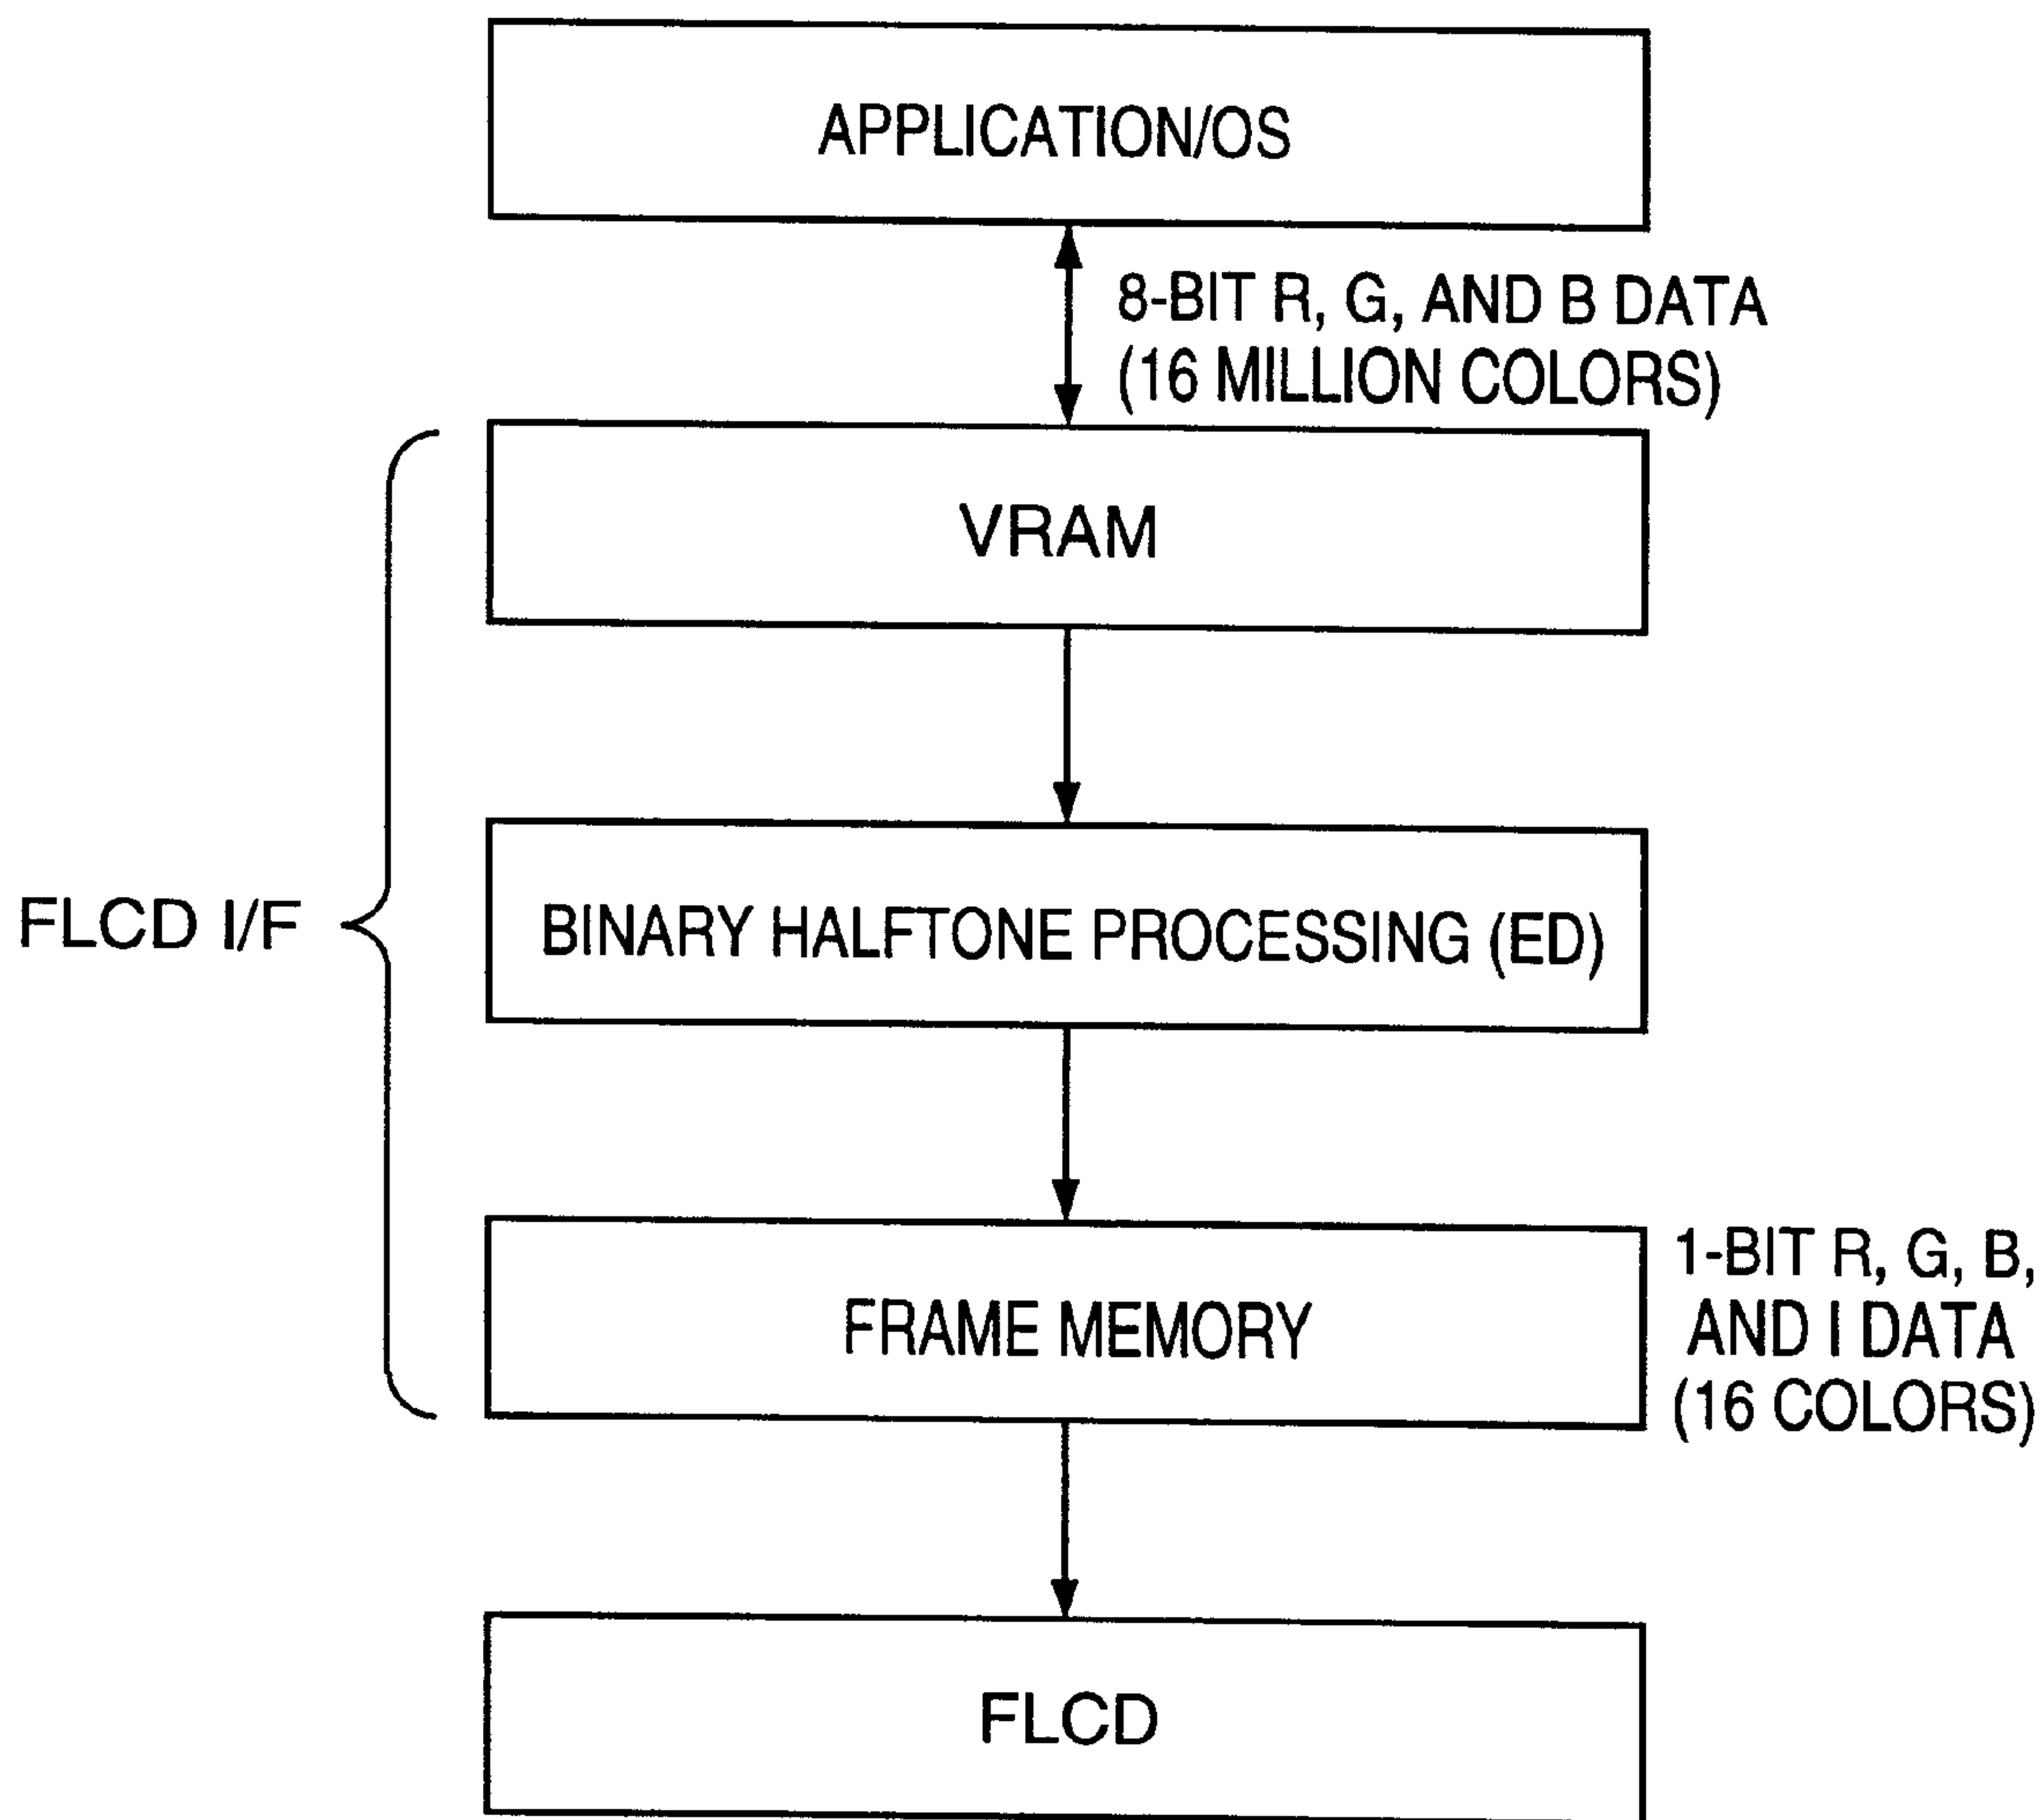 APPLICATION/OS
8-BIT R, G, AND B DATA
(16 MILLION COLORS)
VRAM
FLCD I/F
BINARY HALFTONE PROCESSING (ED)
FRAME MEMORY
1-BIT R, G, B,
AND I DATA
(16 COLORS)
FLCD